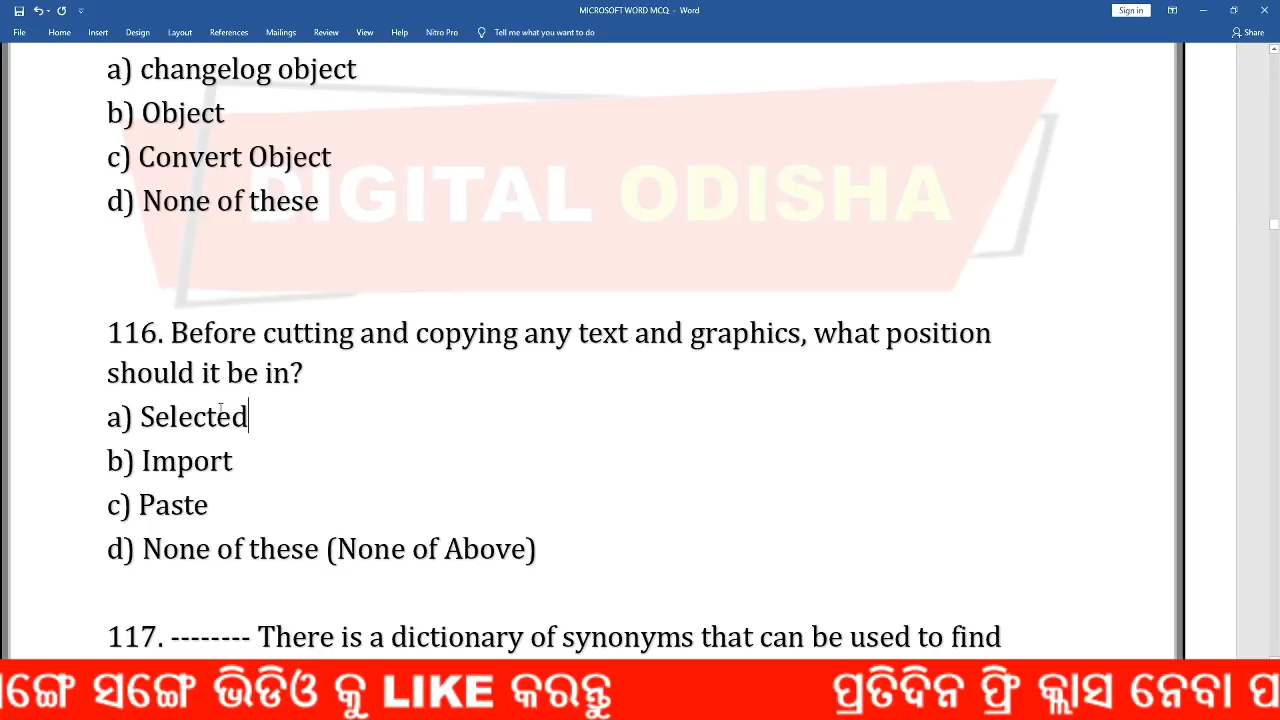 MICROSOFT WORD MCQ - Word
Sign in
File Home Insert Design Layout References Mailings Review View Help Nitro Pro Tell me what you want to do Share
a) changelog object
b) Object
c) Convert Object
d) None of these
DIGITAL ODISHA
116. Before cutting and copying any text and graphics, what position
should it be in?
a) Selected
b) Import
c) Paste
d) None of these (None of Above)
117. -------- There is a dictionary of synonyms that can be used to find
ସଙ୍ଗେ ଭିଡିଓ କୁ LIKE କରନ୍ତୁ ପ୍ରତିଦିନ ଫ୍ରି କ୍ଲାସ ନେବା